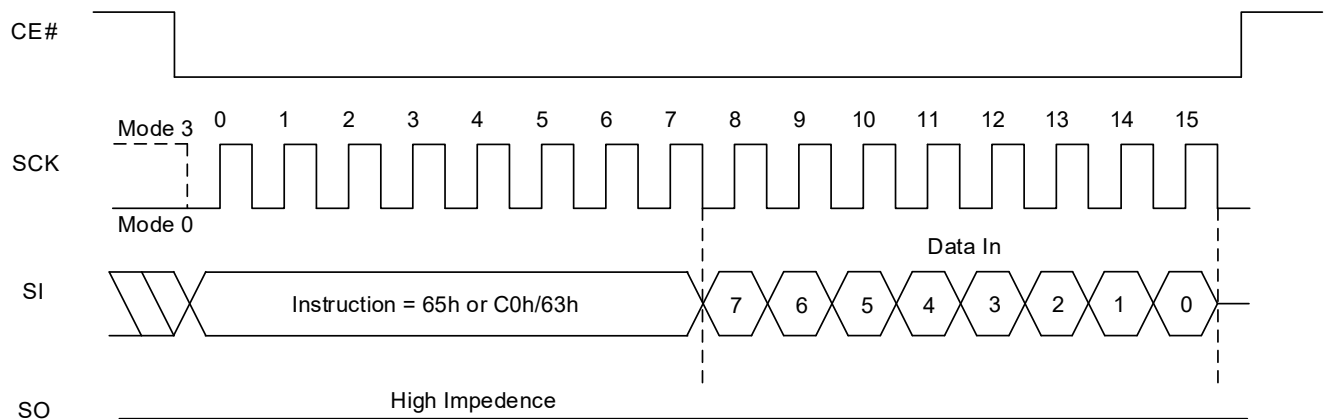 CE#
0 1 2 3 4 5 6 7 8 9 10 11 12 13 14 15
Mode 3
SCK
Mode 0
Data In
SI
Instruction = 65h or C0h/63h
7 6 5 4 3 2 1 0
High Impedence
SO